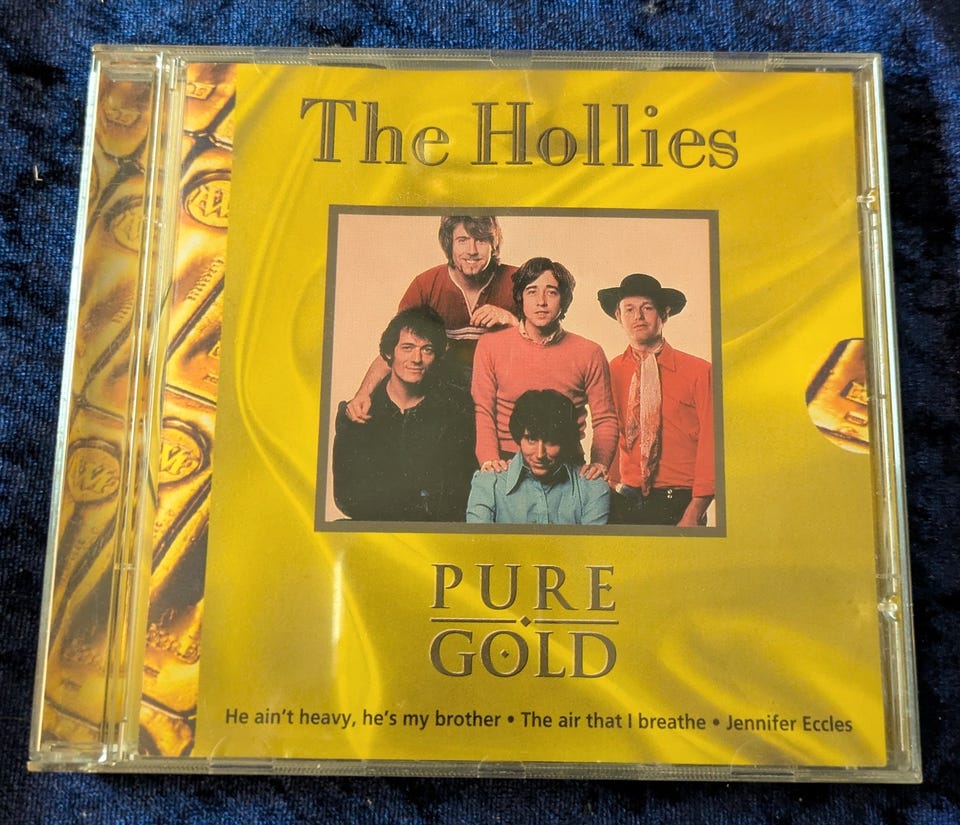 The Hollies
PURE
GOLD
He ain't heavy, he's my brother • The air that I breathe • Jennifer Eccles